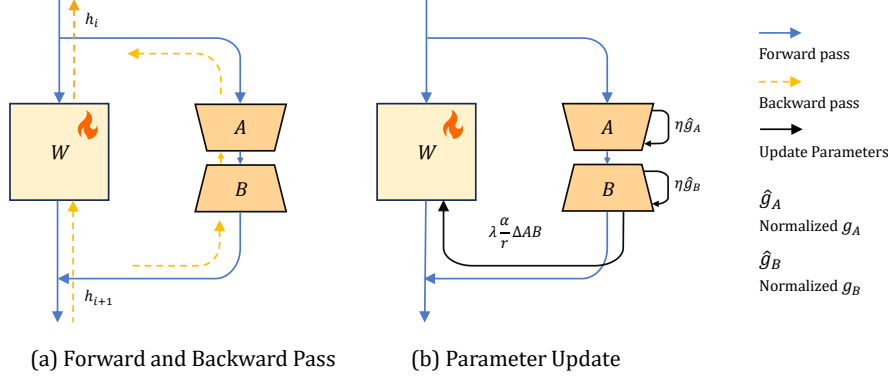 h_i
W
A
B
h_{i+1}
(a) Forward and Backward Pass
W
A
ηĝ_A
B
ηĝ_B
λ α/r ΔAB
(b) Parameter Update
Forward pass
Backward pass
Update Parameters
ĝ_A
Normalized g_A
ĝ_B
Normalized g_B